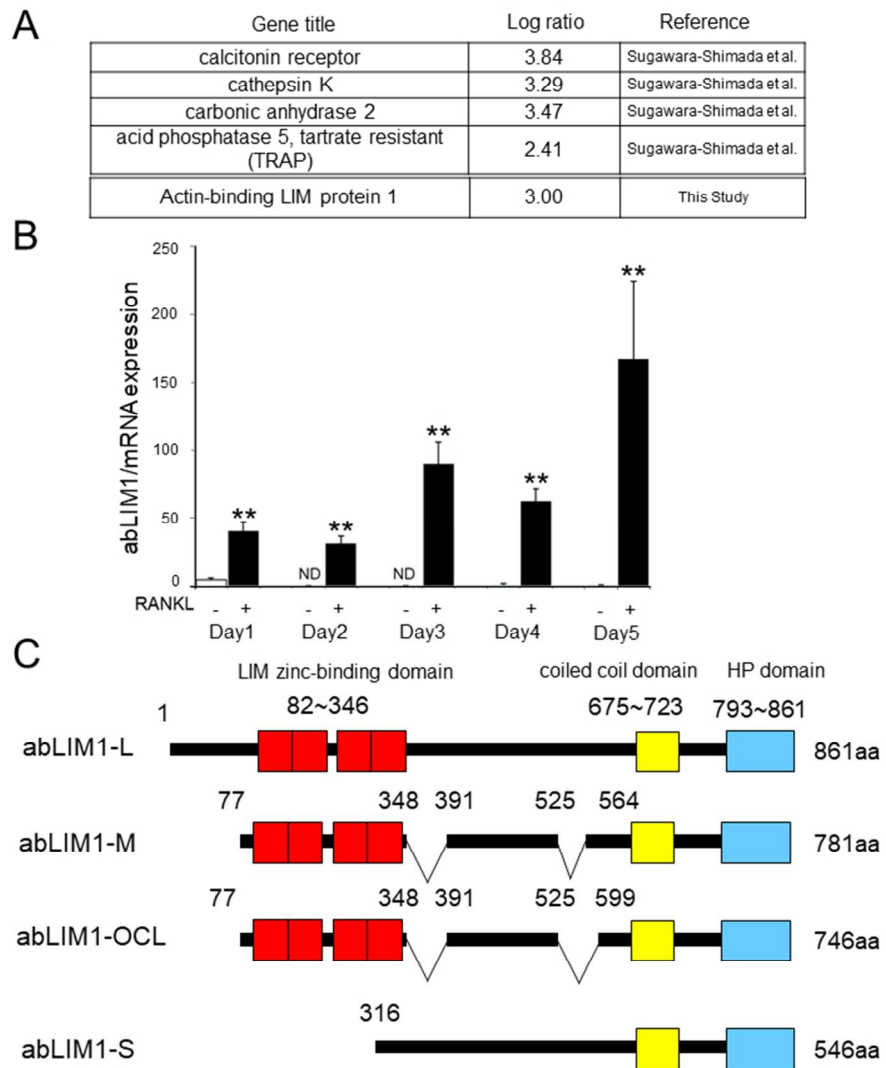 A
Gene title Log ratio Reference
calcitonin receptor 3.84 Sugawara-Shimada et al.
cathepsin K 3.29 Sugawara-Shimada et al.
carbonic anhydrase 2 3.47 Sugawara-Shimada et al.
acid phosphatase 5, tartrate resistant
(TRAP) 2.41 Sugawara-Shimada et al.
Actin-binding LIM protein 1 3.00 This Study
B
abLIM1/mRNA expression
250
200
150
100
50
0
** ** ** ** **
ND ND
RANKL - + - + - + - + - +
Day1 Day2 Day3 Day4 Day5
C
LIM zinc-binding domain coiled coil domain HP domain
1 82~346 675~723 793~861
abLIM1-L 861aa
77 348 391 525 564
abLIM1-M 781aa
77 348 391 525 599
abLIM1-OCL 746aa
316
abLIM1-S 546aa